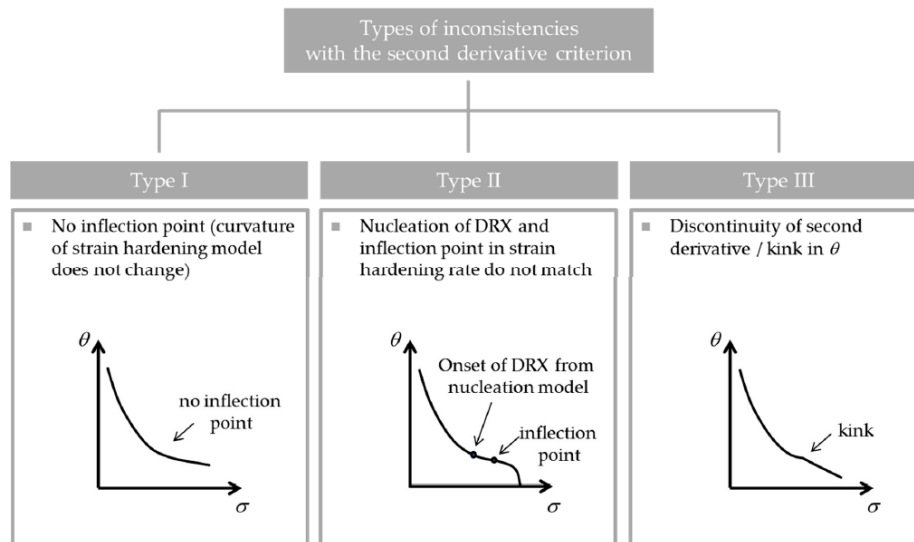 Types of inconsistencies
with the second derivative criterion
Type I
■ No inflection point (curvature
of strain hardening model
does not change)
θ
no inflection
point
σ
Type II
■ Nucleation of DRX and
inflection point in strain
hardening rate do not match
θ
Onset of DRX from
nucleation model
inflection
point
σ
Type III
■ Discontinuity of second
derivative / kink in θ
θ
kink
σ